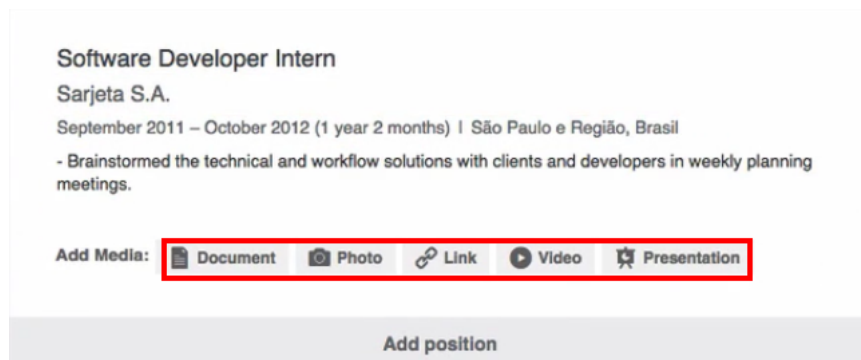 Software Developer Intern
Sarjeta S.A.
September 2011 – October 2012 (1 year 2 months) | São Paulo e Região, Brasil
- Brainstormed the technical and workflow solutions with clients and developers in weekly planning
meetings.
Add Media: Document Photo Link Video Presentation
Add position